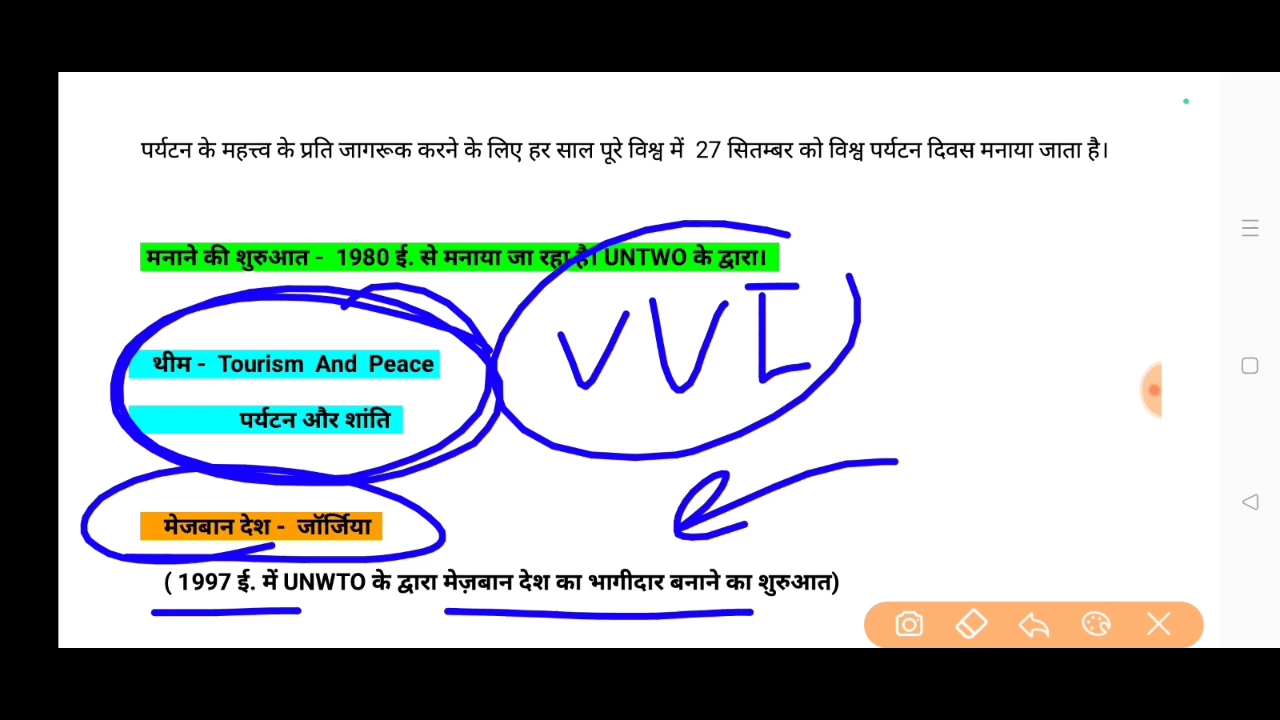 पर्यटन के महत्त्व के प्रति जागरूक करने के लिए हर साल पूरे विश्व में 27 सितम्बर को विश्व पर्यटन दिवस मनाया जाता है।
मनाने की शुरुआत - 1980 ई. से मनाया जा रहा है। UNTWO के द्वारा।
VVI
थीम - Tourism And Peace
पर्यटन और शांति
मेजबान देश - जॉर्जिया
( 1997 ई. में UNWTO के द्वारा मेज़बान देश का भागीदार बनाने का शुरुआत)